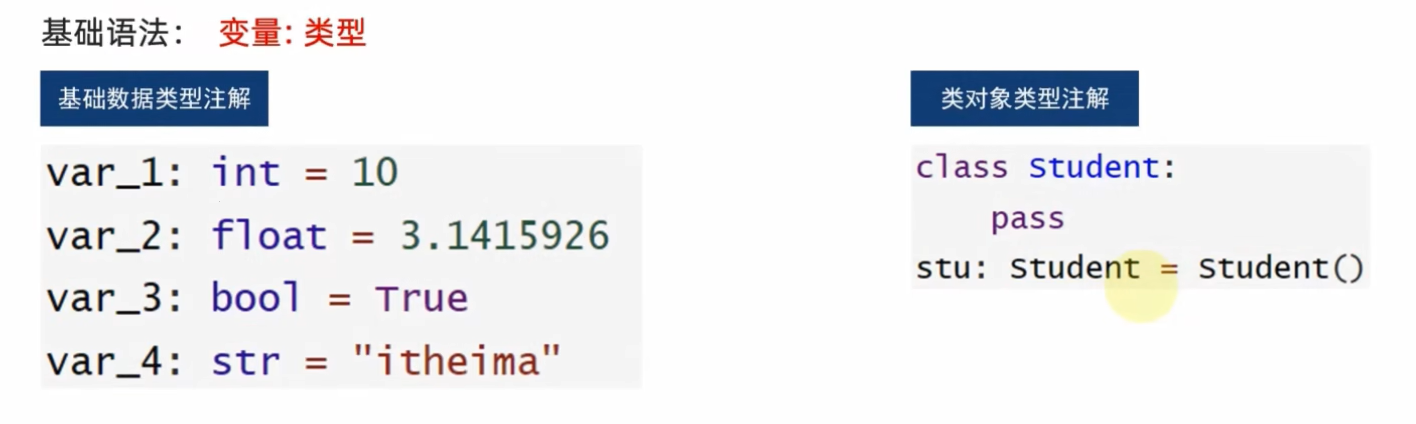 基础语法： 变量: 类型
基础数据类型注解
var_1: int = 10
var_2: float = 3.1415926
var_3: bool = True
var_4: str = "itheima"
类对象类型注解
class Student:
    pass
stu: Student = Student()